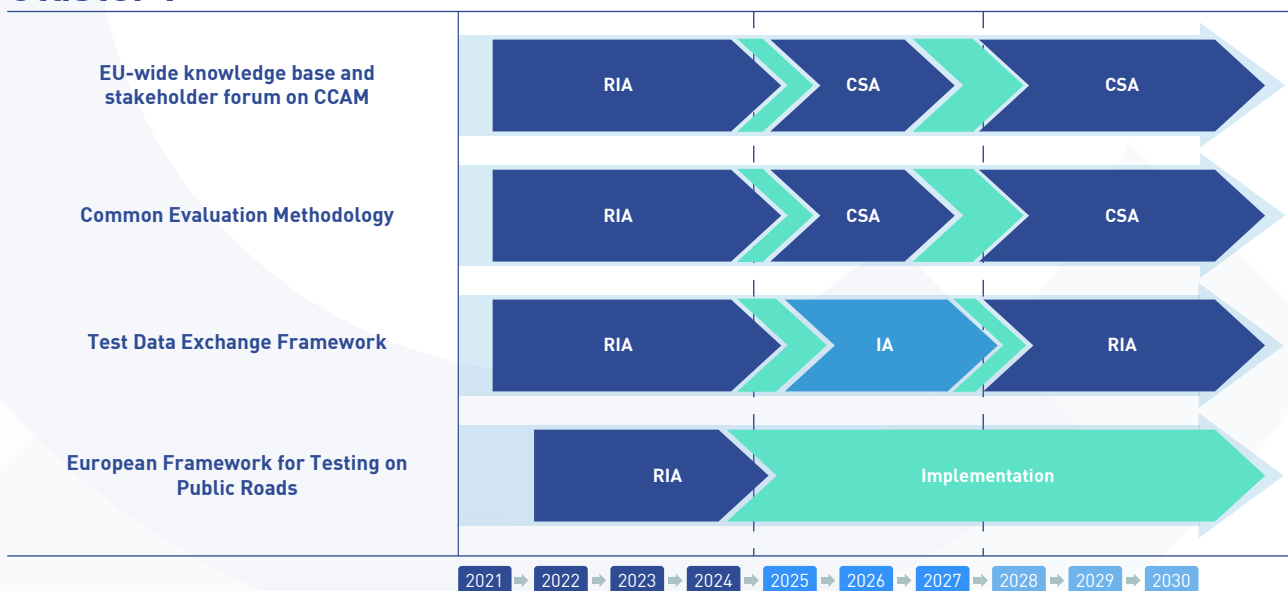 EU-wide knowledge base and
stakeholder forum on CCAM
RIA
CSA
CSA
Common Evaluation Methodology
RIA
CSA
CSA
Test Data Exchange Framework
RIA
IA
RIA
European Framework for Testing on
Public Roads
RIA
Implementation
2021
2022
2023
2024
2025
2026
2027
2028
2029
2030